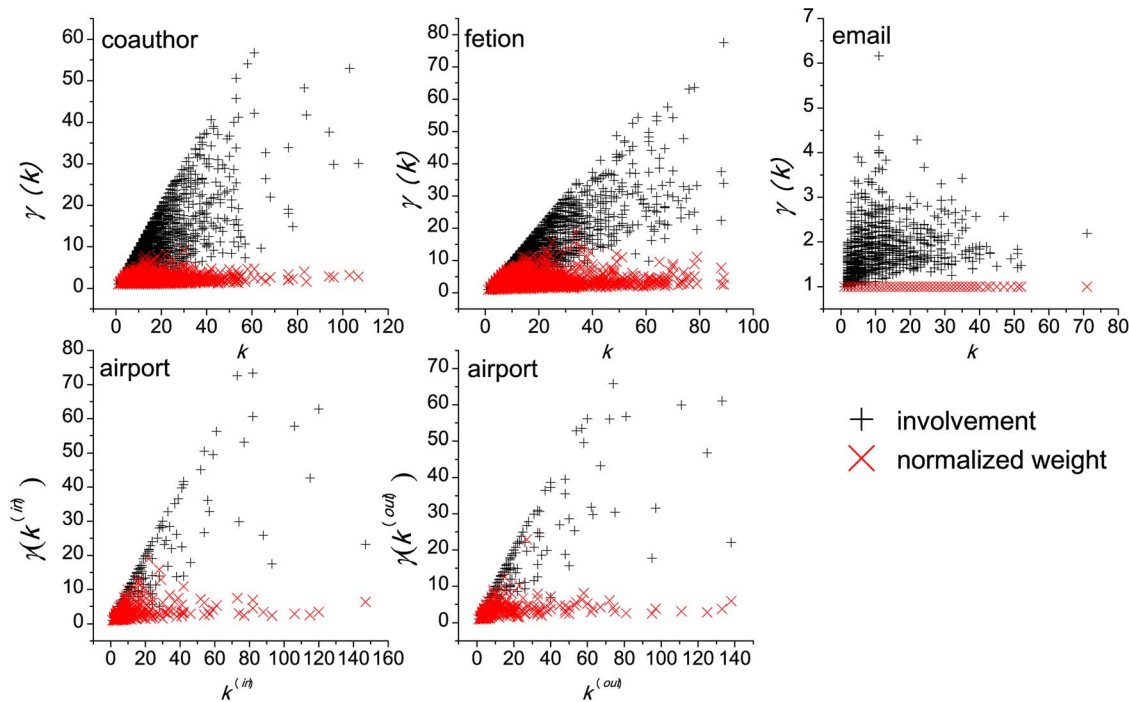 coauthor
60
50
40
30
20
10
0
γ (k)
0 20 40 60 80 100 120
k
fetion
80
70
60
50
40
30
20
10
0
γ (k)
0 20 40 60 80 100
k
email
7
6
5
4
3
2
1
γ (k)
0 10 20 30 40 50 60 70 80
k
airport
80
70
60
50
40
30
20
10
0
γ(k(in) )
0 20 40 60 80 100 120 140 160
k(in)
airport
80
70
60
50
40
30
20
10
0
γ(k(out) )
0 20 40 60 80 100 120 140
k(out)
involvement
normalized weight